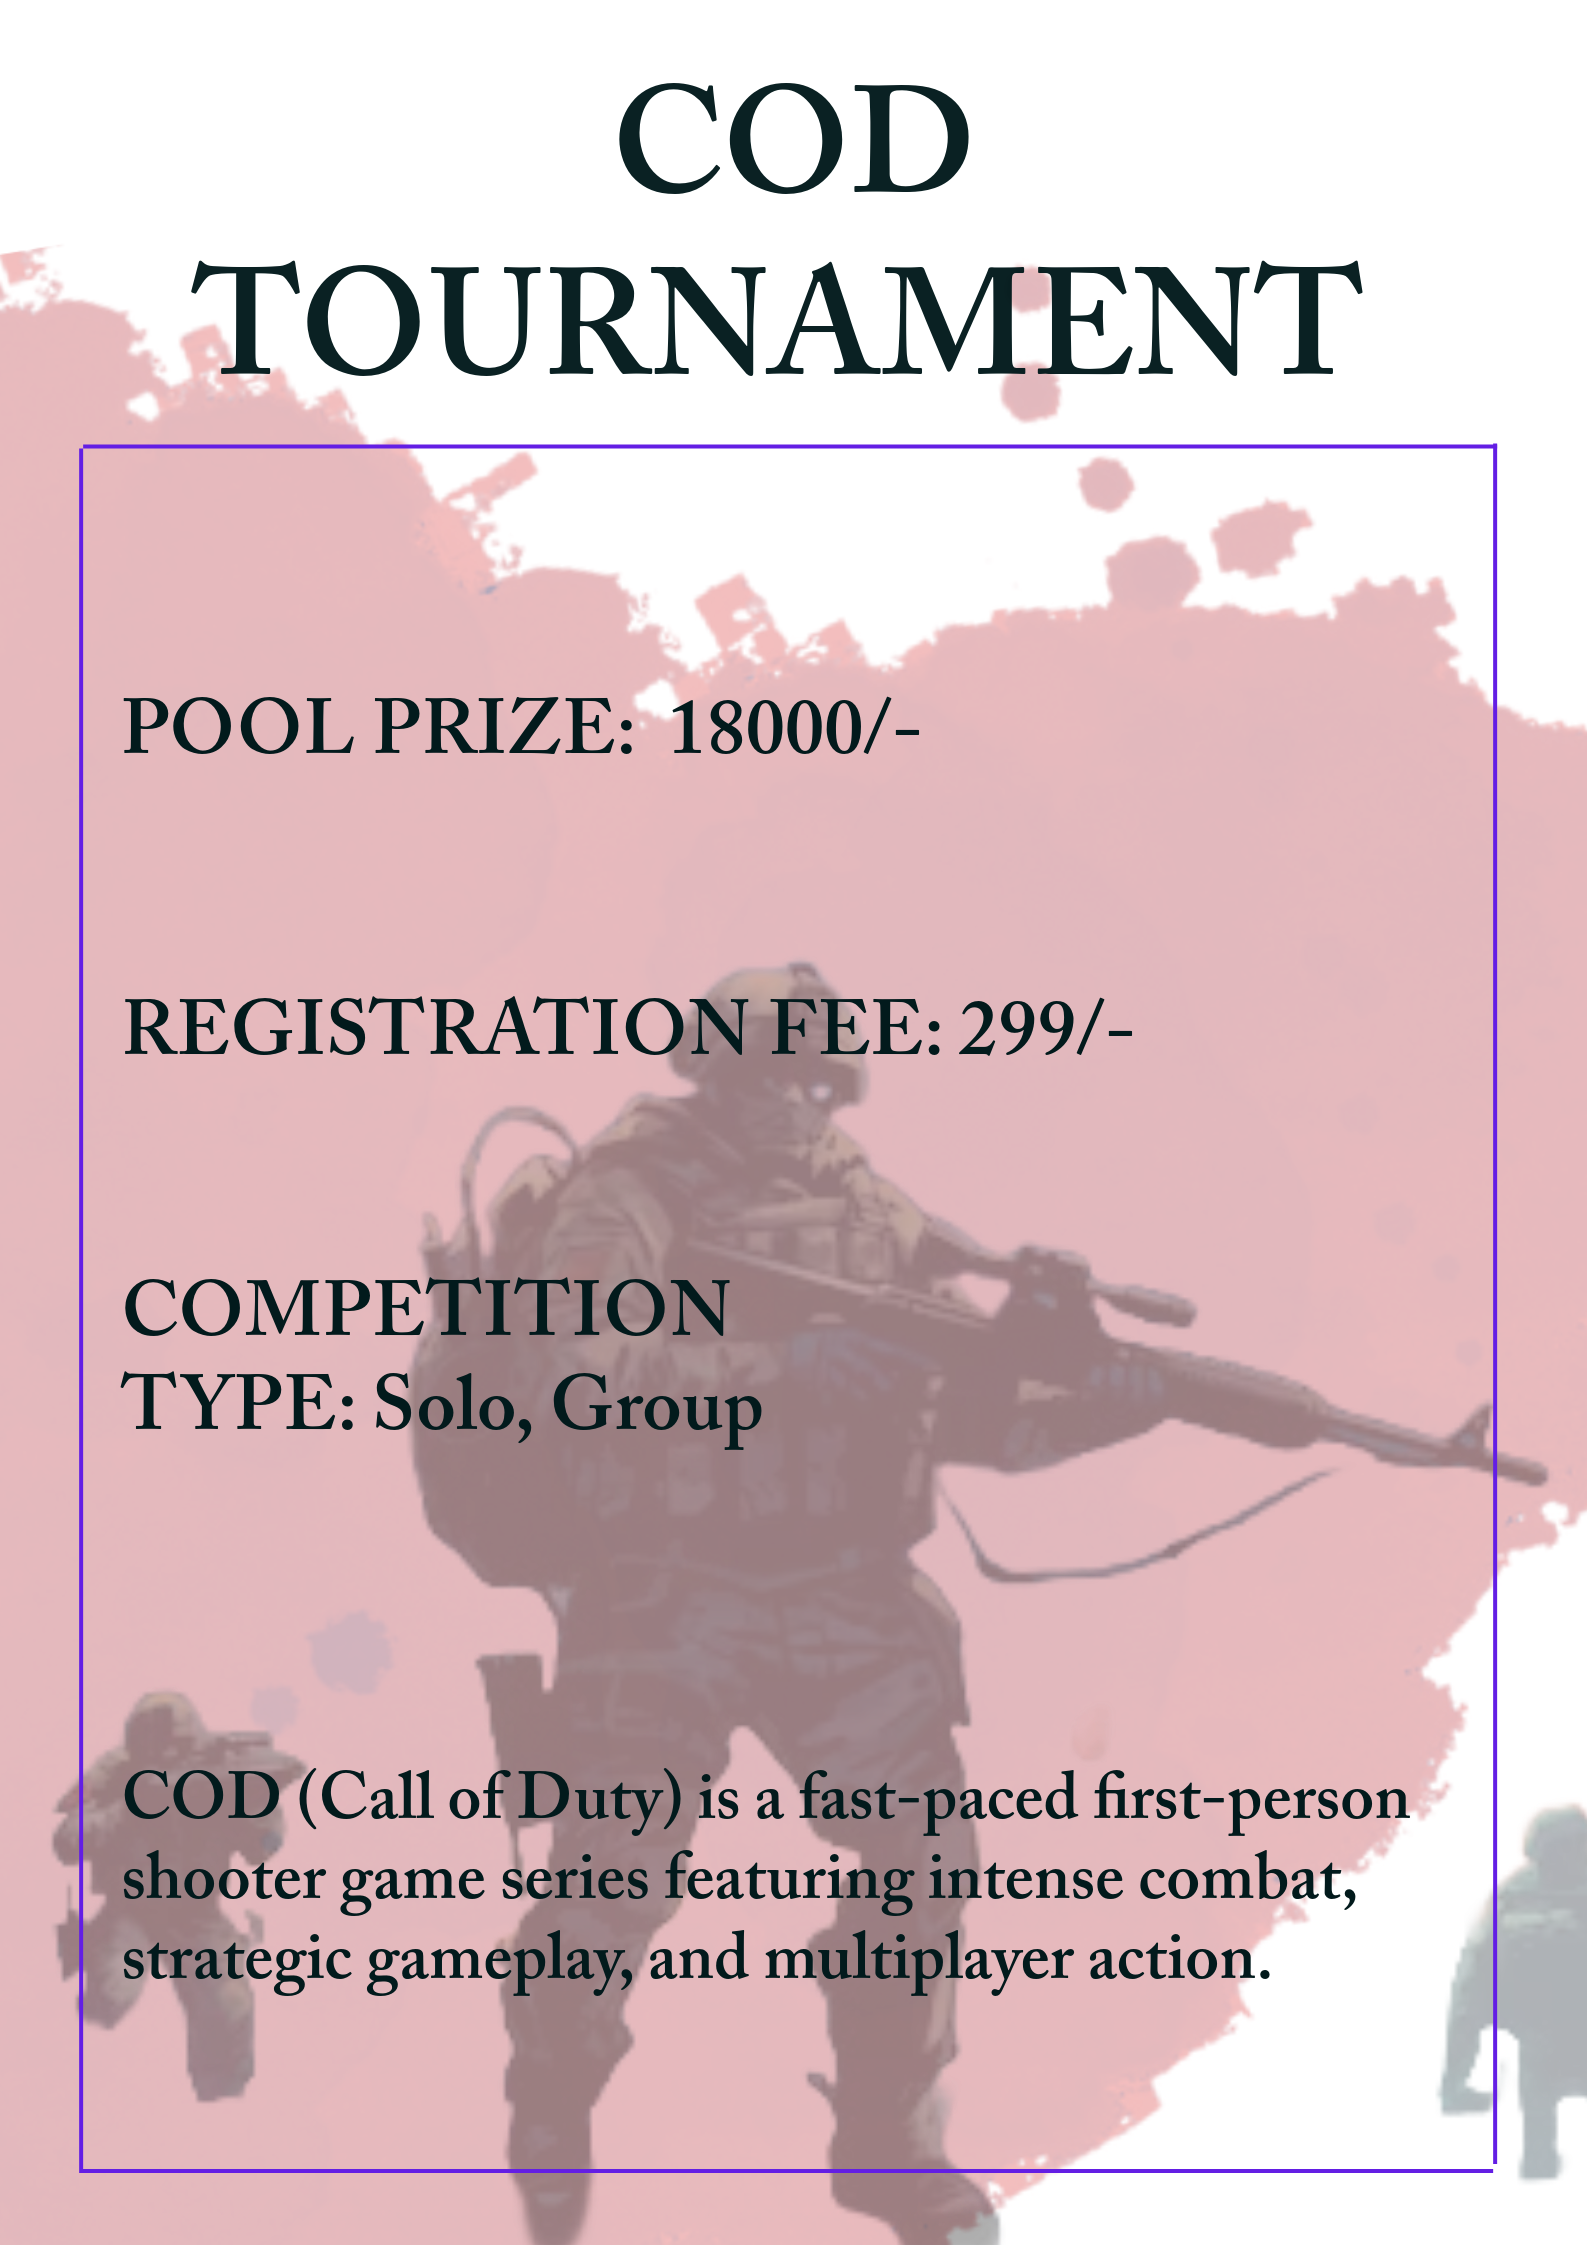 COD
TOURNAMENT
POOL PRIZE: 18000/-
REGISTRATION FEE: 299/-
COMPETITION
TYPE: Solo, Group
COD (Call of Duty) is a fast-paced first-person
shooter game series featuring intense combat,
strategic gameplay, and multiplayer action.